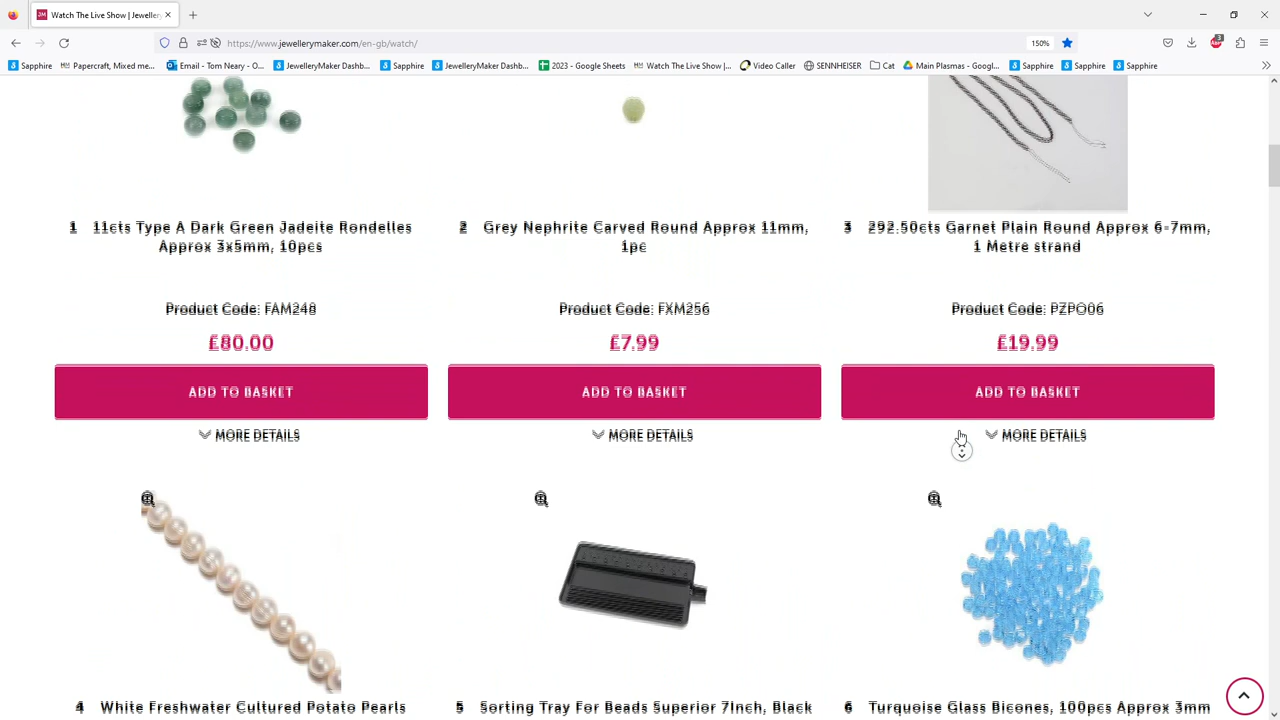 Watch The Live Show | Jeweller
https://www.jewellerymaker.com/en-gb/watch/
150%
3
Sapphire
Papercraft, Mixed me...
Email - Tom Neary - O...
JewelleryMaker Dashb...
Sapphire
JewelleryMaker Dashb...
2023 - Google Sheets
Watch The Live Show |...
Video Caller
SENNHEISER
Cat
Main Plasmas - Googl...
Sapphire
Sapphire
Sapphire
1 11cts Type A Dark Green Jadeite Rondelles
Approx 3x5mm, 10pcs
Product Code: FAM248
£80.00
ADD TO BASKET
MORE DETAILS
2 Grey Nephrite Carved Round Approx 11mm,
1pc
Product Code: FXM256
£7.99
ADD TO BASKET
MORE DETAILS
3 292.50cts Garnet Plain Round Approx 6-7mm,
1 Metre strand
Product Code: PZPO06
£19.99
ADD TO BASKET
MORE DETAILS
4 White Freshwater Cultured Potato Pearls
5 Sorting Tray For Beads Superior 7Inch, Black
6 Turquoise Glass Bicones, 100pcs Approx 3mm